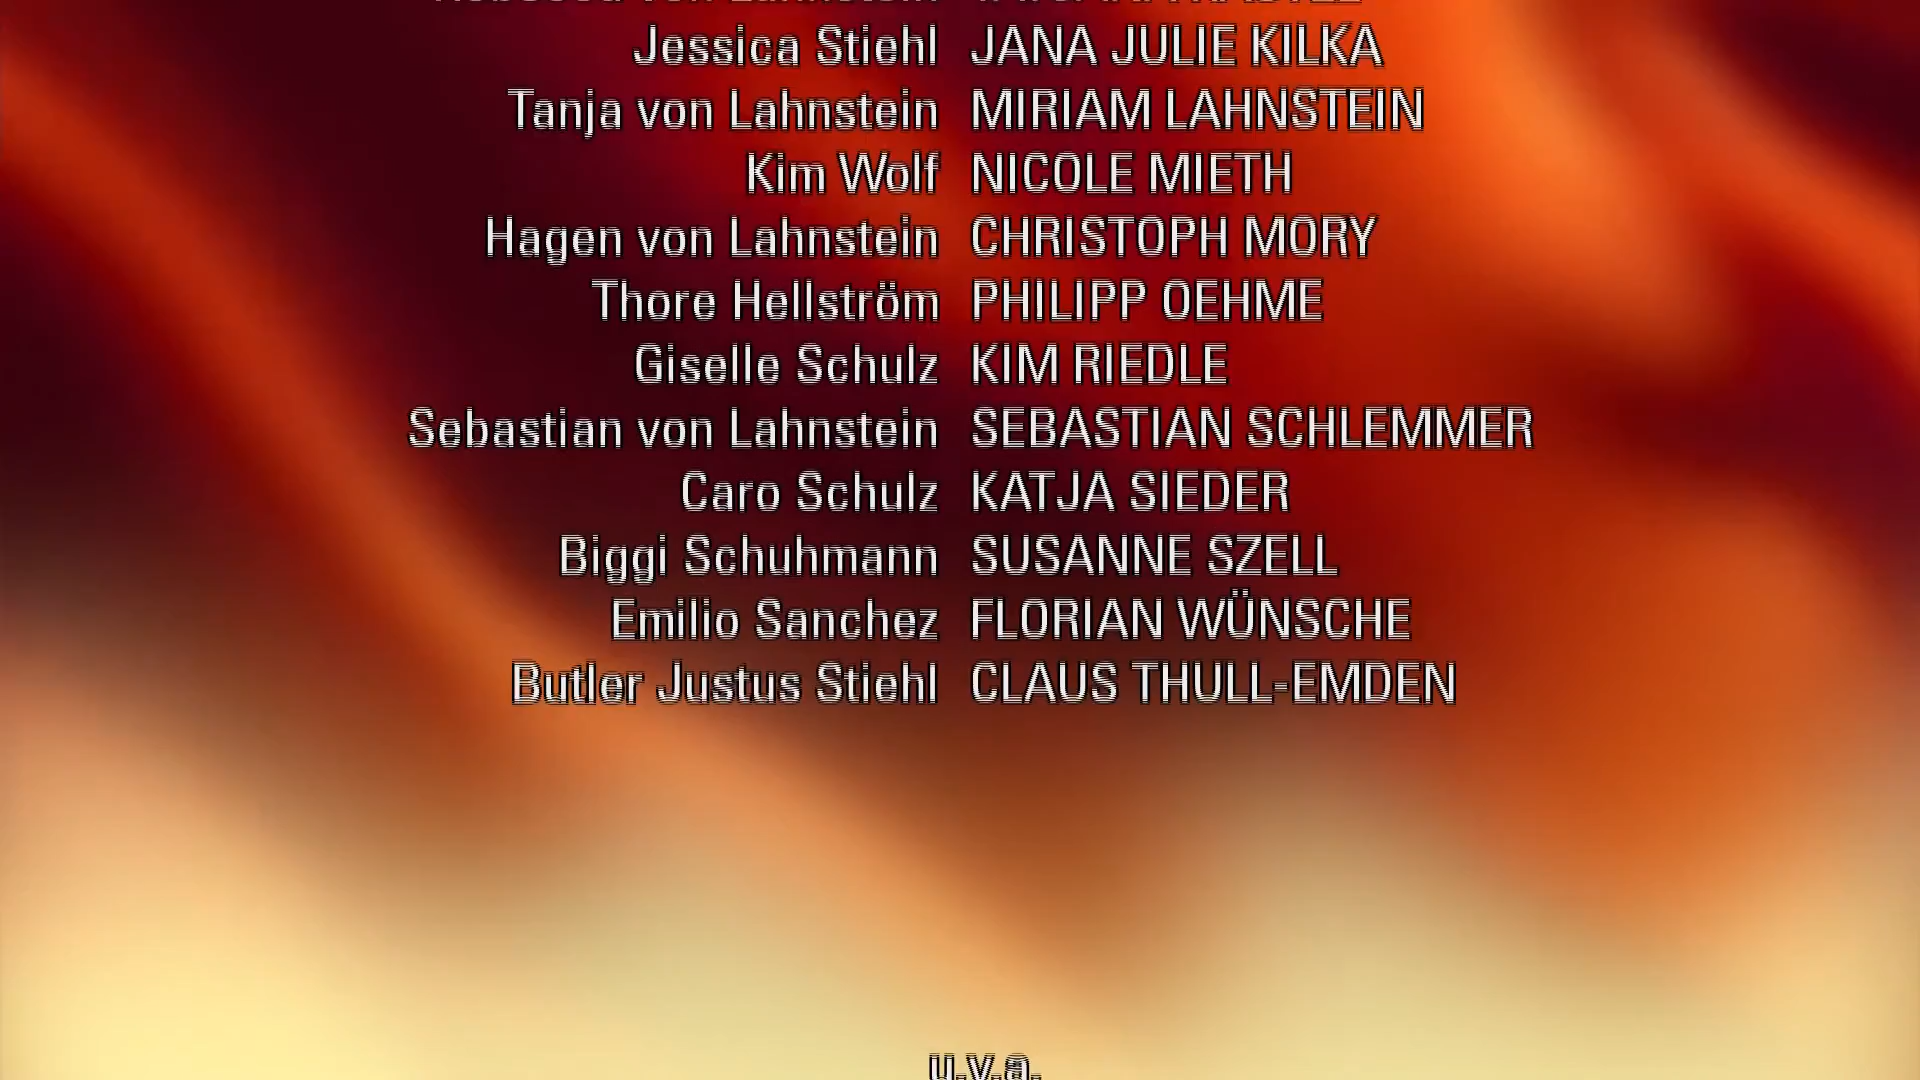 Jessica Stiehl JANA JULIE KILKA
Tanja von Lahnstein MIRIAM LAHNSTEIN
Kim Wolf NICOLE MIETH
Hagen von Lahnstein CHRISTOPH MORY
Thore Hellström PHILIPP OEHME
Giselle Schulz KIM RIEDLE
Sebastian von Lahnstein SEBASTIAN SCHLEMMER
Caro Schulz KATJA SIEDER
Biggi Schuhmann SUSANNE SZELL
Emilio Sanchez FLORIAN WÜNSCHE
Butler Justus Stiehl CLAUS THULL-EMDEN
u.v.a.